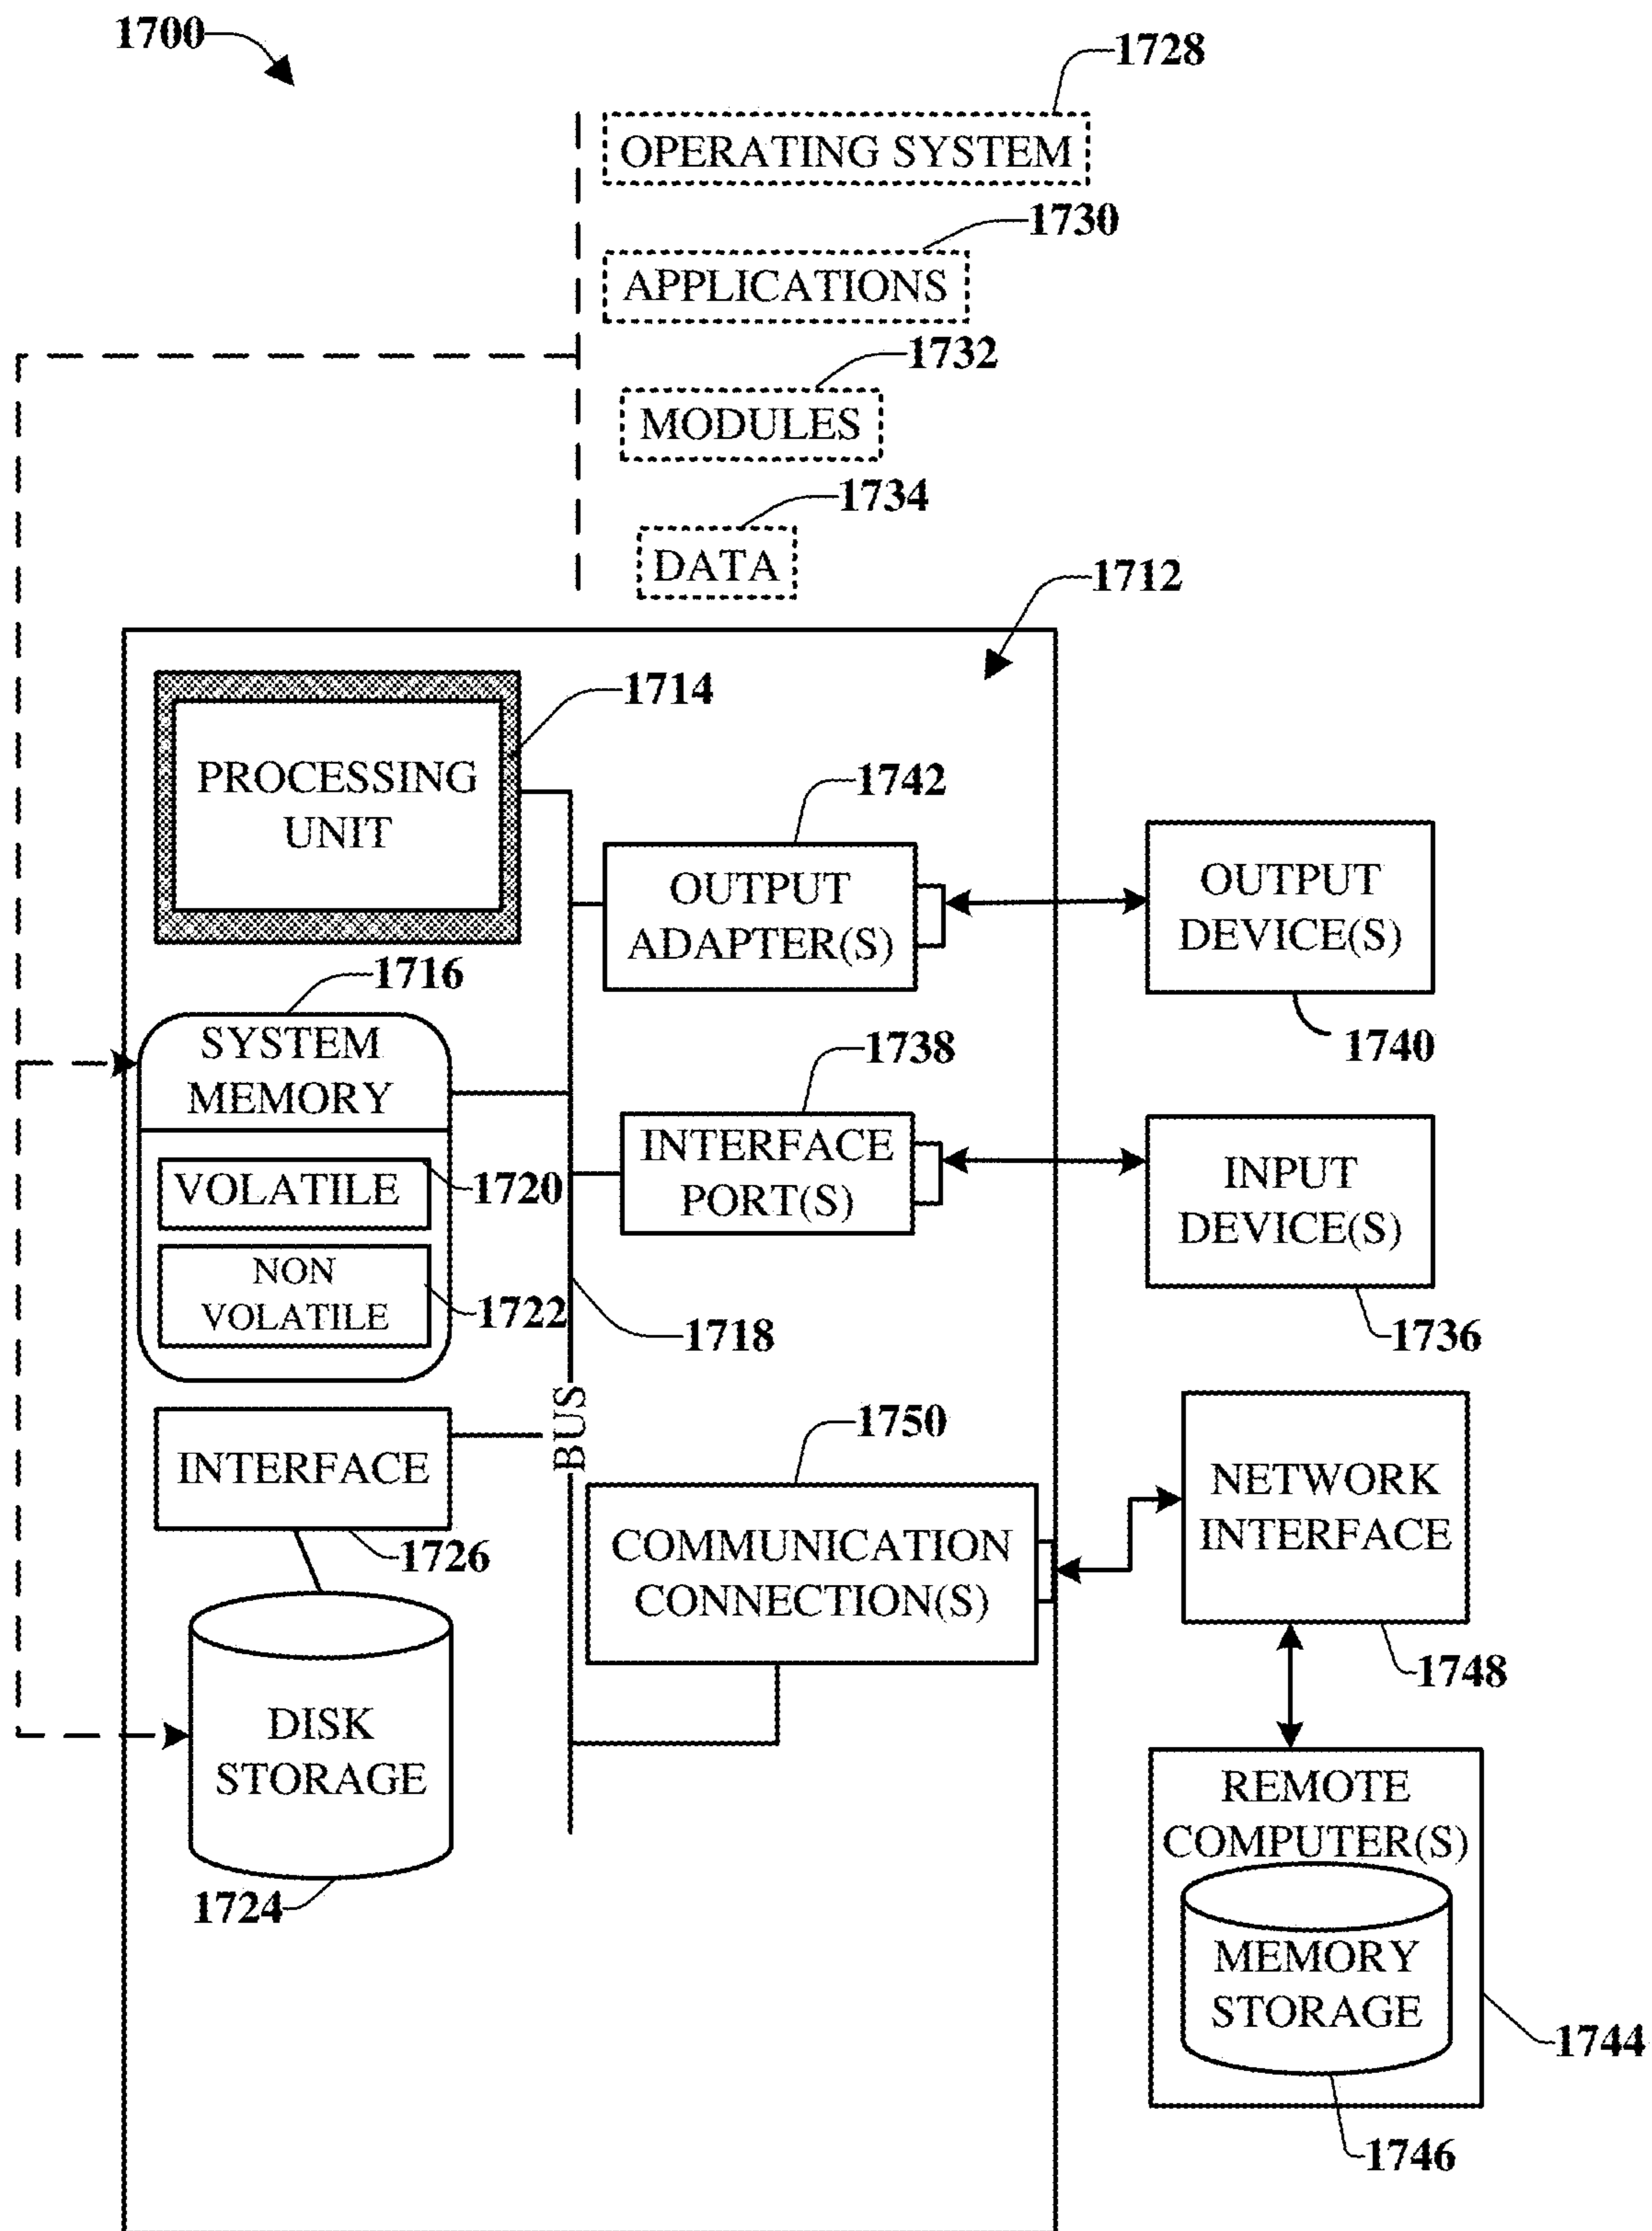 1700
1728
OPERATING SYSTEM
1730
APPLICATIONS
1732
MODULES
1734
DATA
1712
1714
PROCESSING
UNIT
1742
OUTPUT
ADAPTER(S)
OUTPUT
DEVICE(S)
1740
1716
SYSTEM
MEMORY
VOLATILE
1720
NON
VOLATILE
1722
1738
INTERFACE
PORT(S)
INPUT
DEVICE(S)
1736
1718
BUS
INTERFACE
1726
1750
COMMUNICATION
CONNECTION(S)
NETWORK
INTERFACE
1748
DISK
STORAGE
1724
REMOTE
COMPUTER(S)
MEMORY
STORAGE
1744
1746